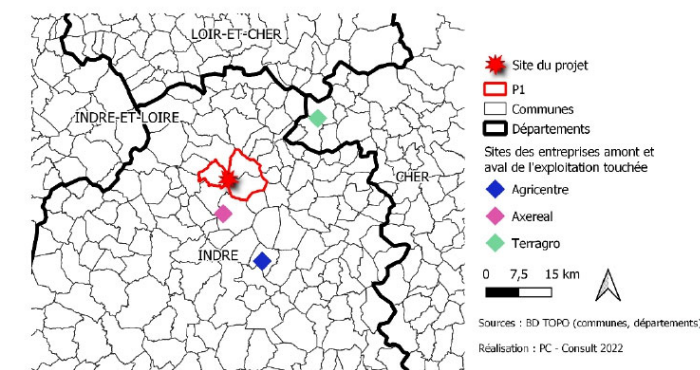 LOIR-ET-CHER
INDRE-ET-LOIRE
CHER
INDRE
Site du projet
P1
Communes
Départements
Sites des entreprises amont et
aval de l'exploitation touchée
Agricentre
Axereal
Terragro
0 7,5 15 km
Sources : BD TOPO (communes, départements)
Réalisation : PC - Consult 2022